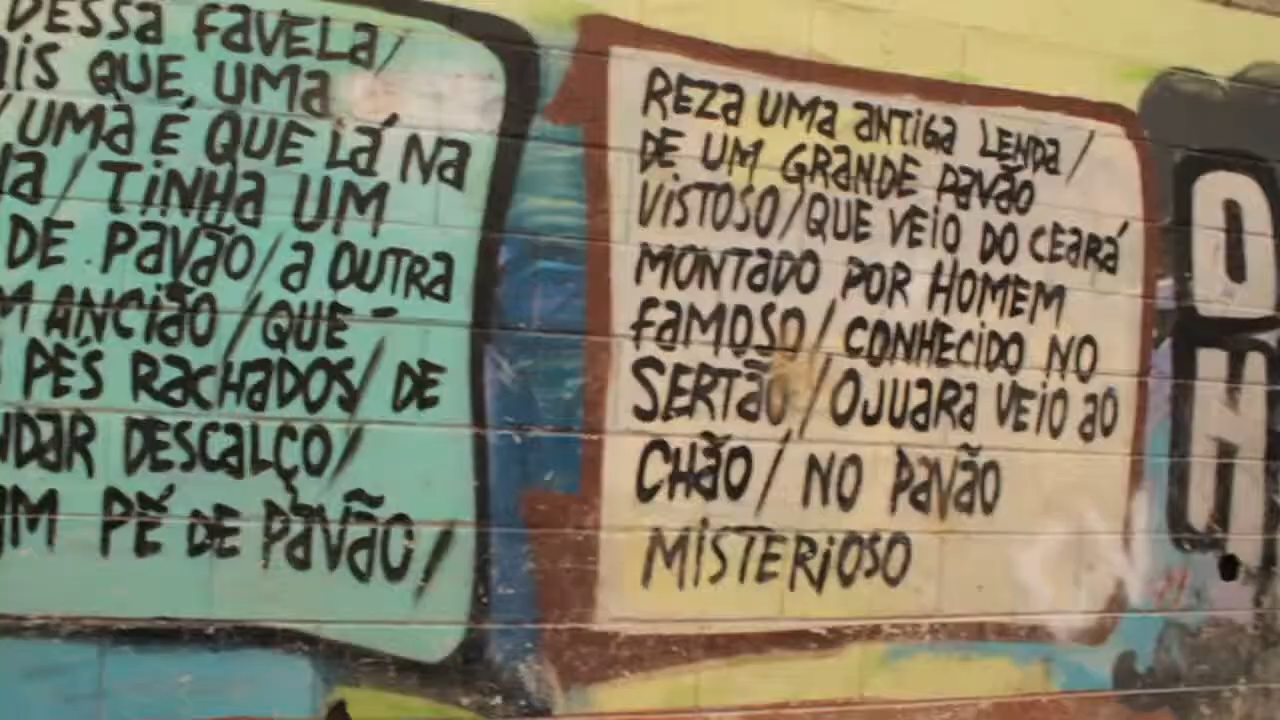 DESSA FAVELA/
QUE UMA
/UMA É QUE LÁ NA
/TINHA UM
DE PAVÃO/A OUTRA
ANCIÃO/QUE
PÉS RACHADOS/DE
DESCALÇO/
PÉ DE PAVÃO/
REZA UMA ANTIGA LENDA/
DE UM GRANDE PAVÃO
VISTOSO/QUE VEIO DO CEARÁ
MONTADO POR HOMEM
FAMOSO/CONHECIDO NO
SERTÃO/OJUARA VEIO AO
CHÃO/NO PAVÃO
MISTERIOSO